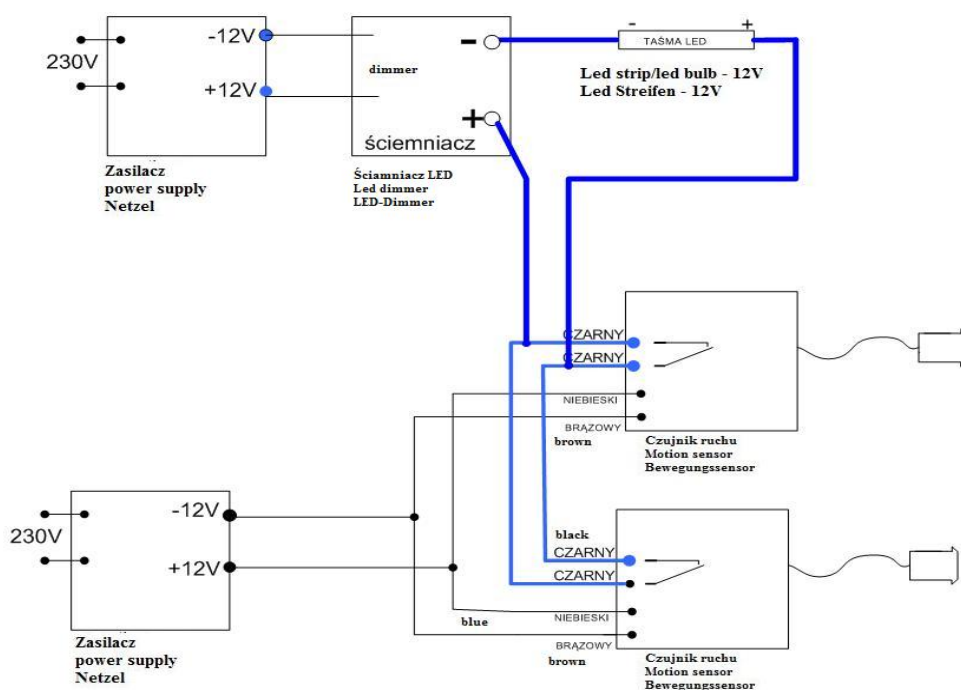 230V
-12V
+12V
Zasilacz
power supply
Netzel
dimmer
-
+
ściemniacz
Ściamniacz LED
Led dimmer
LED-Dimmer
- +
TAŚMA LED
Led strip/led bulb - 12V
Led Streifen - 12V
CZARNY
CZARNY
NIEBIESKI
BRĄZOWY
brown
Czujnik ruchu
Motion sensor
Bewegungssensor
230V
-12V
+12V
Zasilacz
power supply
Netzel
black
CZARNY
CZARNY
NIEBIESKI
blue
BRĄZOWY
brown
Czujnik ruchu
Motion sensor
Bewegungssensor